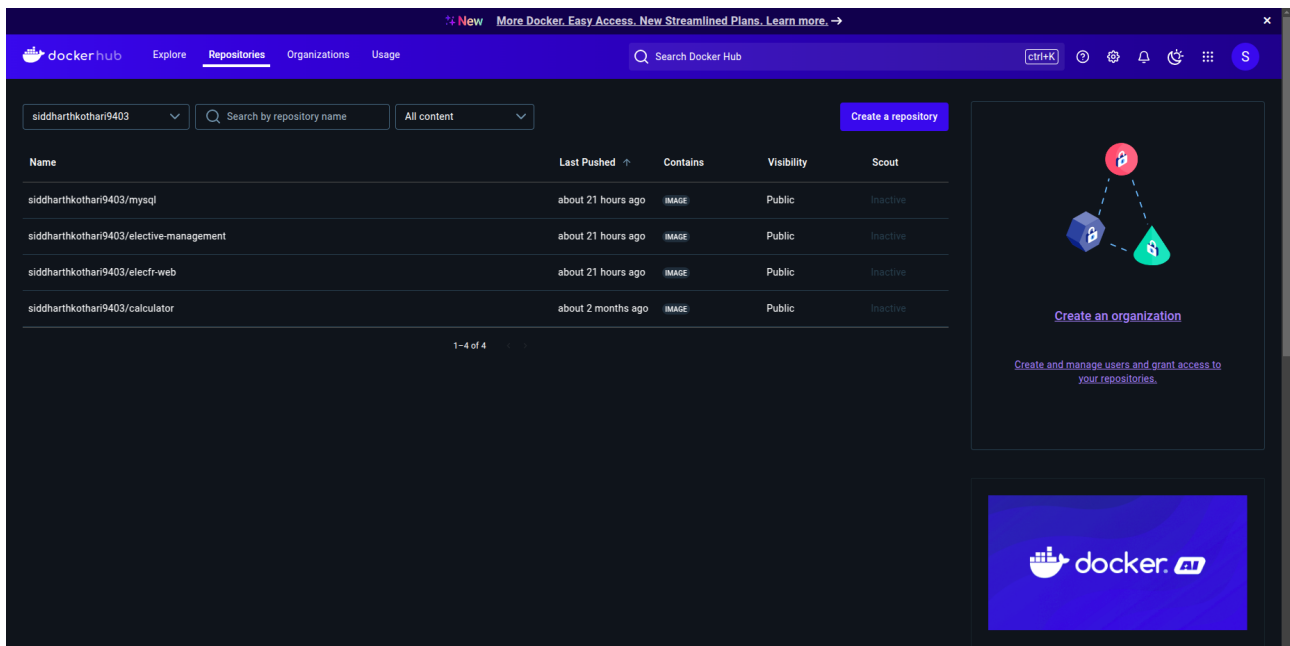 New More Docker. Easy Access. New Streamlined Plans. Learn more. → ×
dockerhub Explore Repositories Organizations Usage Search Docker Hub ctrl+K S
siddharthkothari9403 Search by repository name All content Create a repository
Name Last Pushed ↑ Contains Visibility Scout
siddharthkothari9403/mysql about 21 hours ago IMAGE Public Inactive
siddharthkothari9403/elective-management about 21 hours ago IMAGE Public Inactive
siddharthkothari9403/elecfr-web about 21 hours ago IMAGE Public Inactive
siddharthkothari9403/calculator about 2 months ago IMAGE Public Inactive
1–4 of 4
Create an organization
Create and manage users and grant access to
your repositories.
docker. AI